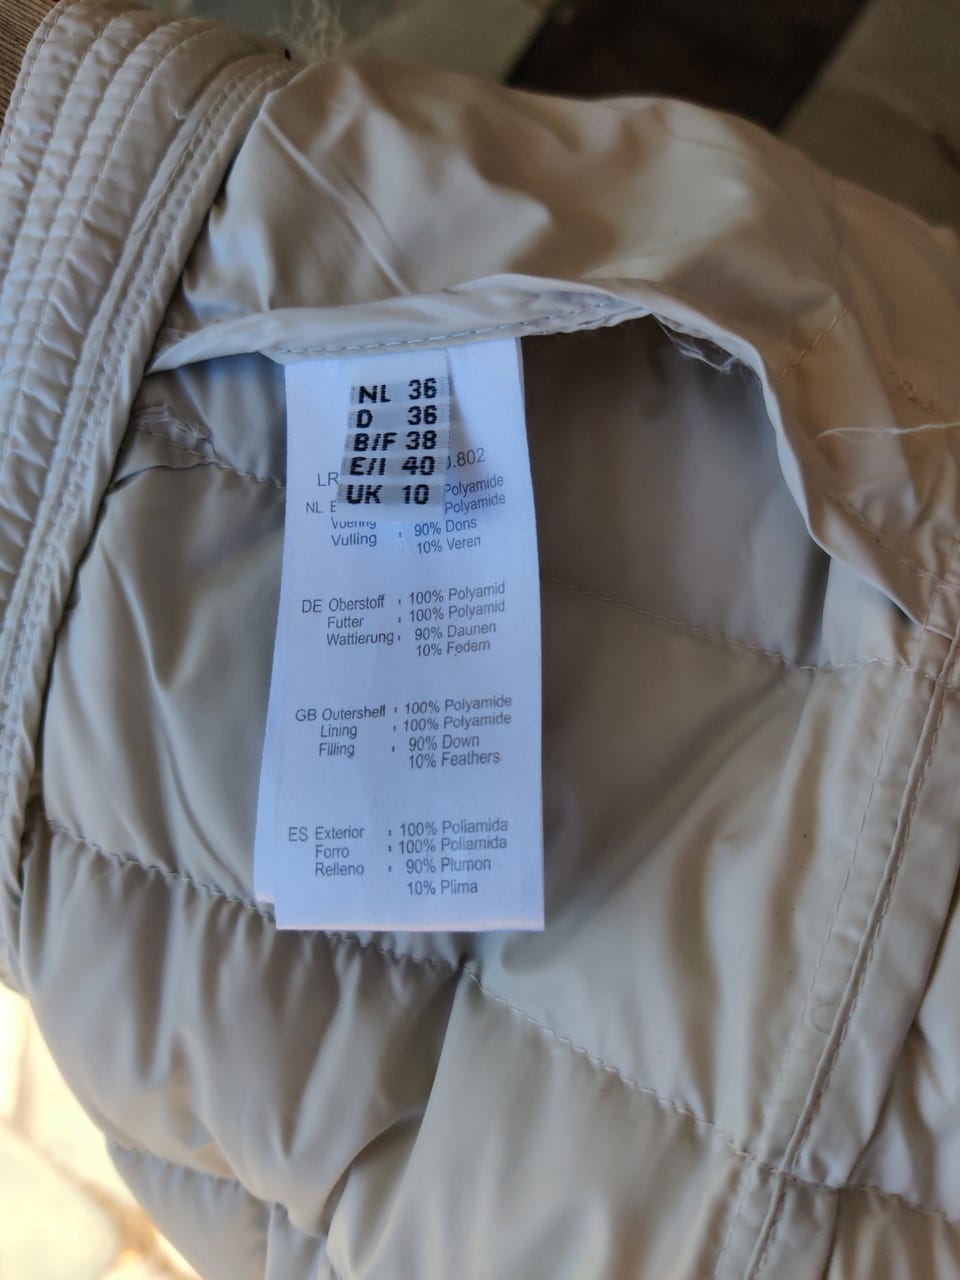 NL 36
D 36
B/F 38
E/I 40
UK 10
.802
LR
NL Polyamide
Polyamide
Voering 90% Dons
Vulling : 10% Veren
DE Oberstoff : 100% Polyamid
Futter : 100% Polyamid
Wattierung : 90% Daunen
10% Federn
GB Outershell : 100% Polyamide
Lining : 100% Polyamide
Filling : 90% Down
10% Feathers
ES Exterior : 100% Poliamida
Forro : 100% Poliamida
Relleno : 90% Plumon
10% Plima